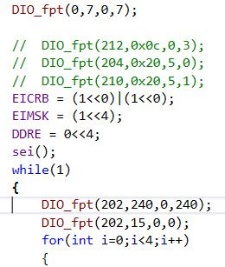 DIO_fpt(0,7,0,7);
//  DIO_fpt(212,0x0c,0,3);
//  DIO_fpt(204,0x20,5,0);
//  DIO_fpt(210,0x20,5,1);
EICRB = (1<<0)|(1<<0);
EIMSK = (1<<4);
DDRE = 0<<4;
sei();
while(1)
{
DIO_fpt(202,240,0,240);
DIO_fpt(202,15,0,0);
for(int i=0;i<4;i++)
{